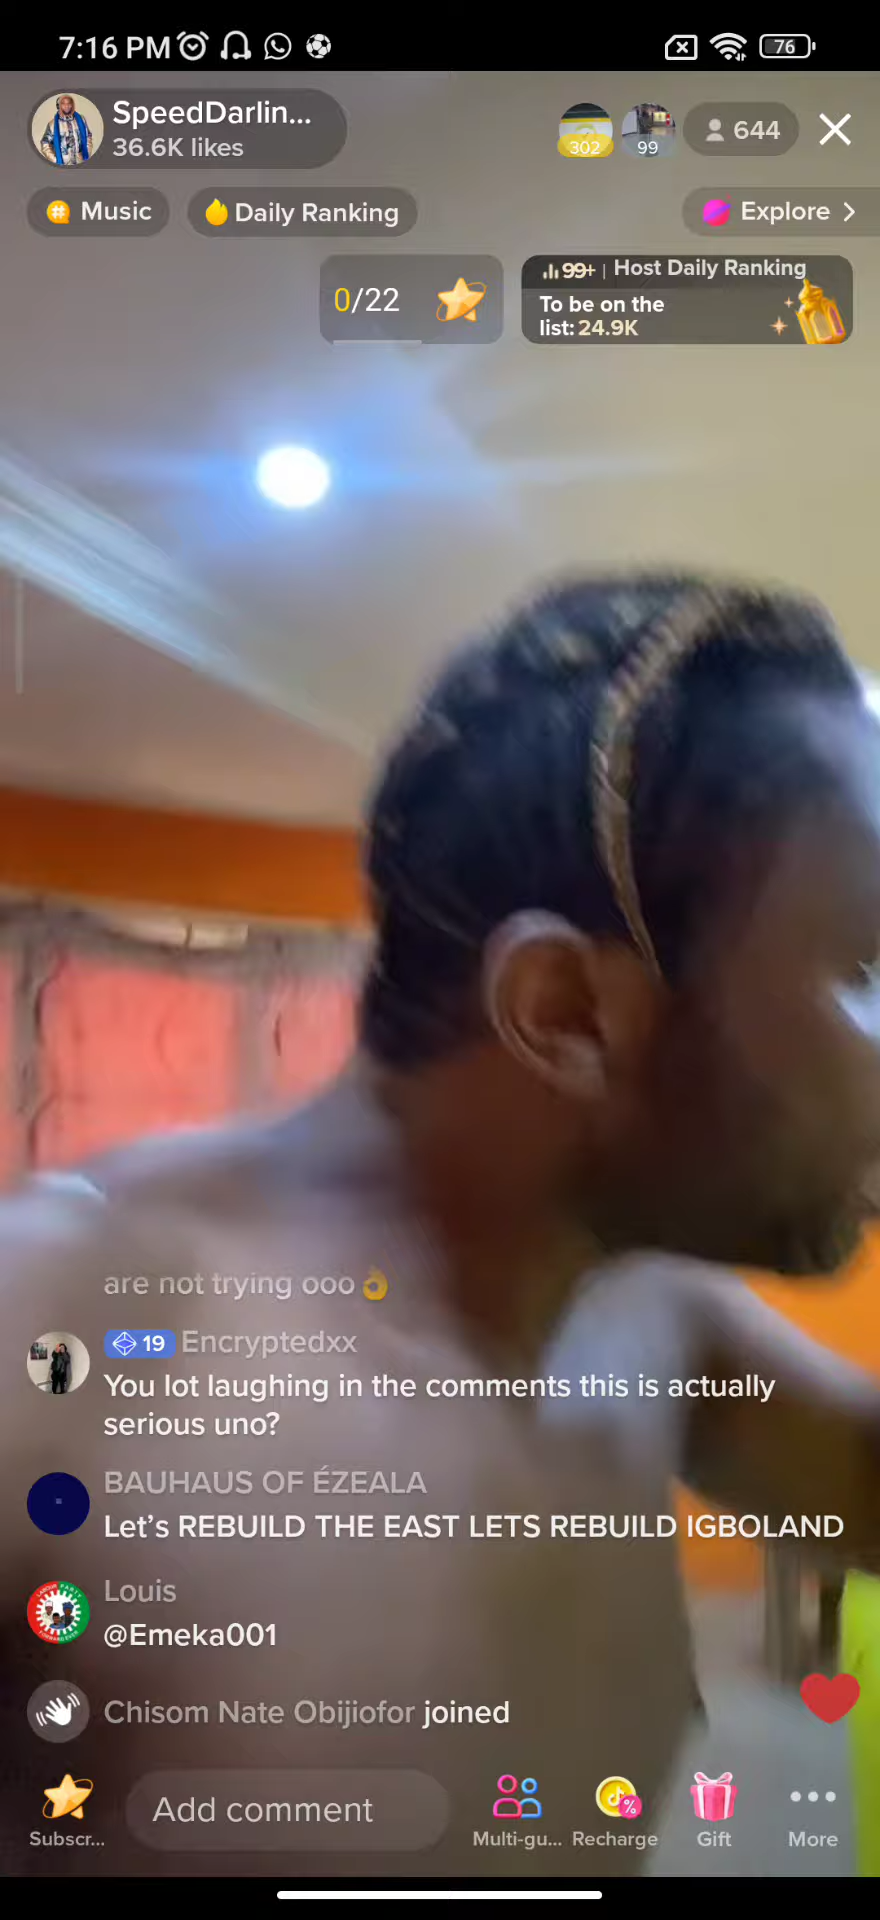 7:16 PM
76
SpeedDarlin...
36.6K likes
302
99
644
Music
Daily Ranking
Explore
0/22
99+ | Host Daily Ranking
To be on the
list: 24.9K
are not trying ooo👌
19 Encryptedxx
You lot laughing in the comments this is actually
serious uno?
BAUHAUS OF ÉZEALA
Let’s REBUILD THE EAST LETS REBUILD IGBOLAND
Louis
@Emeka001
Chisom Nate Obijiofor joined
Add comment
Subscr...
Multi-gu...
Recharge
Gift
More